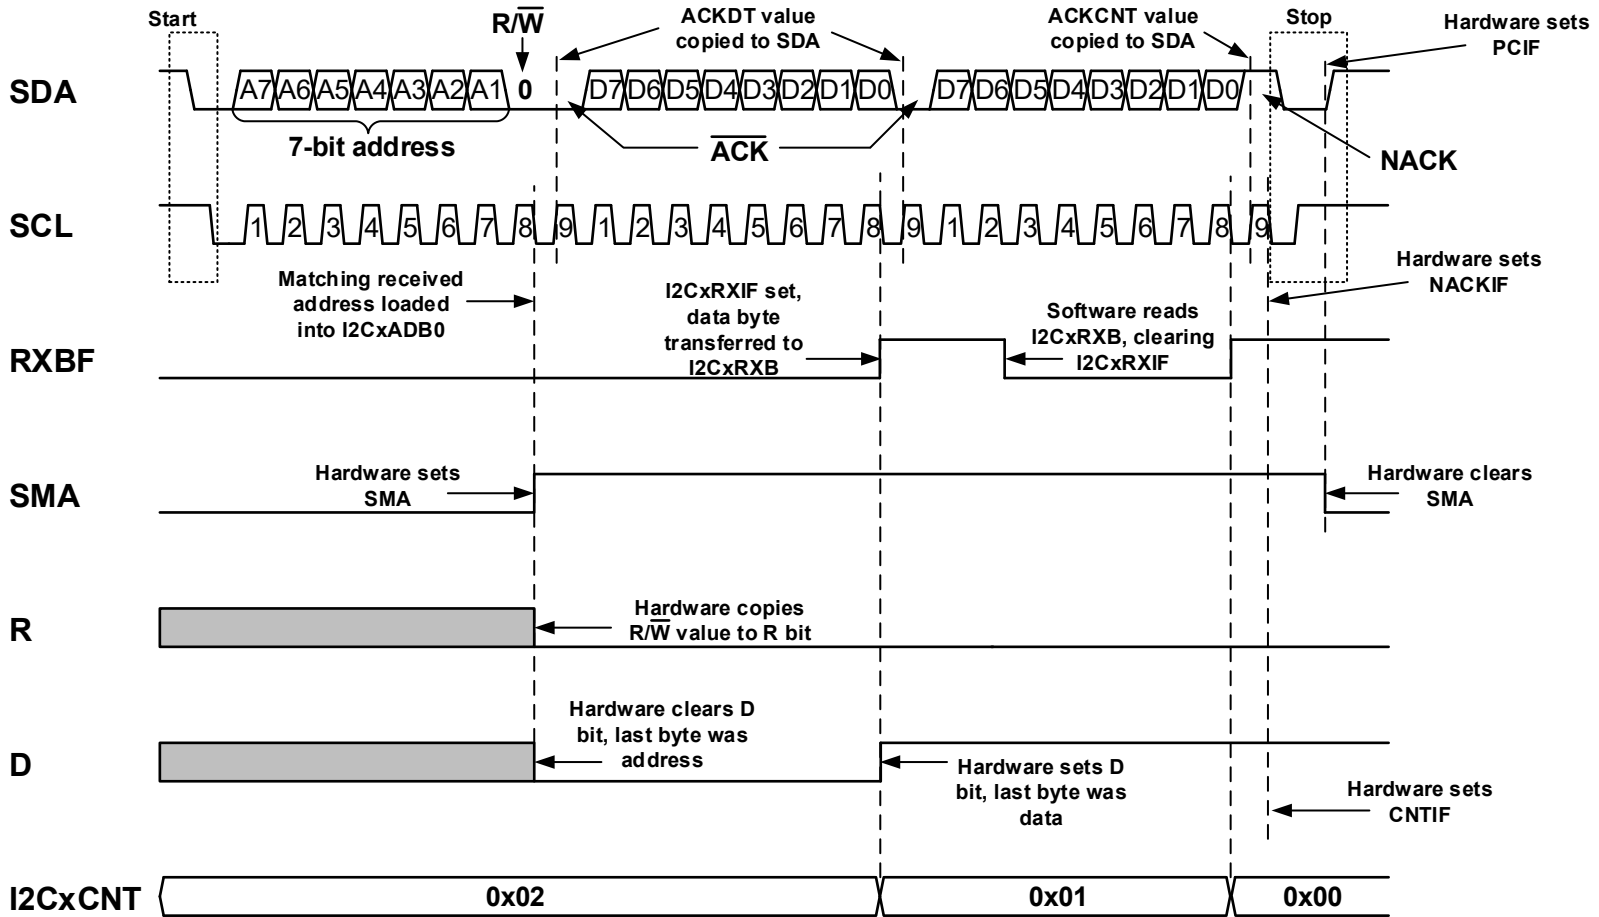 Start
R/W̅
ACKDT value
copied to SDA
ACKCNT value
copied to SDA
Stop
Hardware sets
PCIF
SDA
A7 A6 A5 A4 A3 A2 A1 0 D7 D6 D5 D4 D3 D2 D1 D0 D7 D6 D5 D4 D3 D2 D1 D0
7-bit address
A̅C̅K̅
NACK
SCL
1 2 3 4 5 6 7 8 9 1 2 3 4 5 6 7 8 9 1 2 3 4 5 6 7 8 9
Matching received
address loaded
into I2CxADB0
I2CxRXIF set,
data byte
transferred to
I2CxRXB
Software reads
I2CxRXB, clearing
I2CxRXIF
Hardware sets
NACKIF
RXBF
SMA
Hardware sets
SMA
Hardware clears
SMA
R
Hardware copies
R/W̅ value to R bit
D
Hardware clears D
bit, last byte was
address
Hardware sets D
bit, last byte was
data
Hardware sets
CNTIF
I2CxCNT
0x02 0x01 0x00